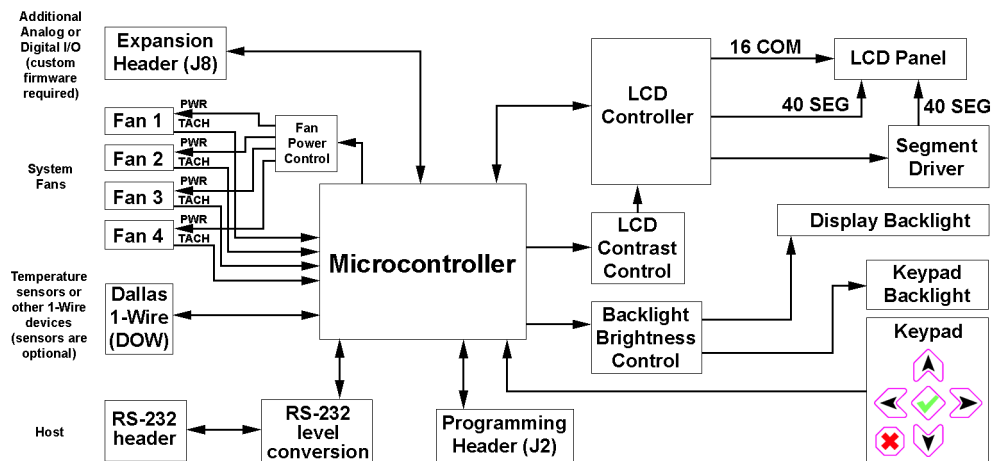 Additional
Analog or
Digital I/O
(custom
firmware
required)
Expansion
Header (J8)
System
Fans
Fan 1
PWR
TACH
Fan 2
PWR
TACH
Fan 3
PWR
TACH
Fan 4
PWR
TACH
Fan
Power
Control
Temperature
sensors or
other 1-Wire
devices
(sensors are
optional)
Dallas
1-Wire
(DOW)
Host
RS-232
header
RS-232
level
conversion
Microcontroller
Programming
Header (J2)
LCD
Controller
16 COM
40 SEG
LCD Panel
40 SEG
Segment
Driver
LCD
Contrast
Control
Backlight
Brightness
Control
Display Backlight
Keypad
Backlight
Keypad